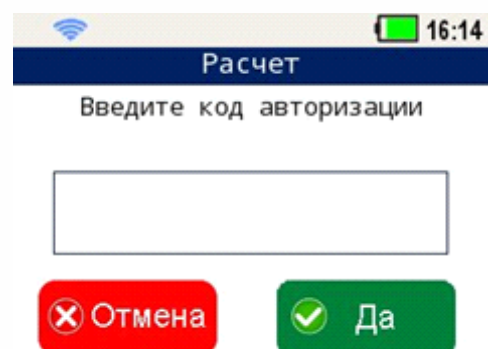 16:14
Расчет
Введите код авторизации
Отмена
Да